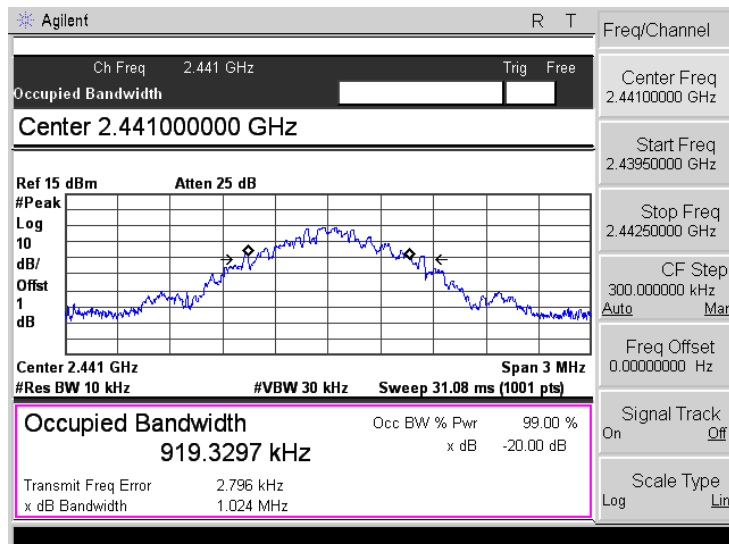 Agilent R T
Ch Freq 2.441 GHz Trig Free
Occupied Bandwidth
Center 2.441000000 GHz
Ref 15 dBm Atten 25 dB
#Peak
Log
10
dB/
Offst
1
dB
Center 2.441 GHz Span 3 MHz
#Res BW 10 kHz #VBW 30 kHz Sweep 31.08 ms (1001 pts)
Occupied Bandwidth Occ BW % Pwr 99.00 %
919.3297 kHz x dB -20.00 dB
Transmit Freq Error 2.796 kHz
x dB Bandwidth 1.024 MHz
Freq/Channel
Center Freq
2.44100000 GHz
Start Freq
2.43950000 GHz
Stop Freq
2.44250000 GHz
CF Step
300.000000 kHz
Auto Man
Freq Offset
0.00000000 Hz
Signal Track
On Off
Scale Type
Log Lin